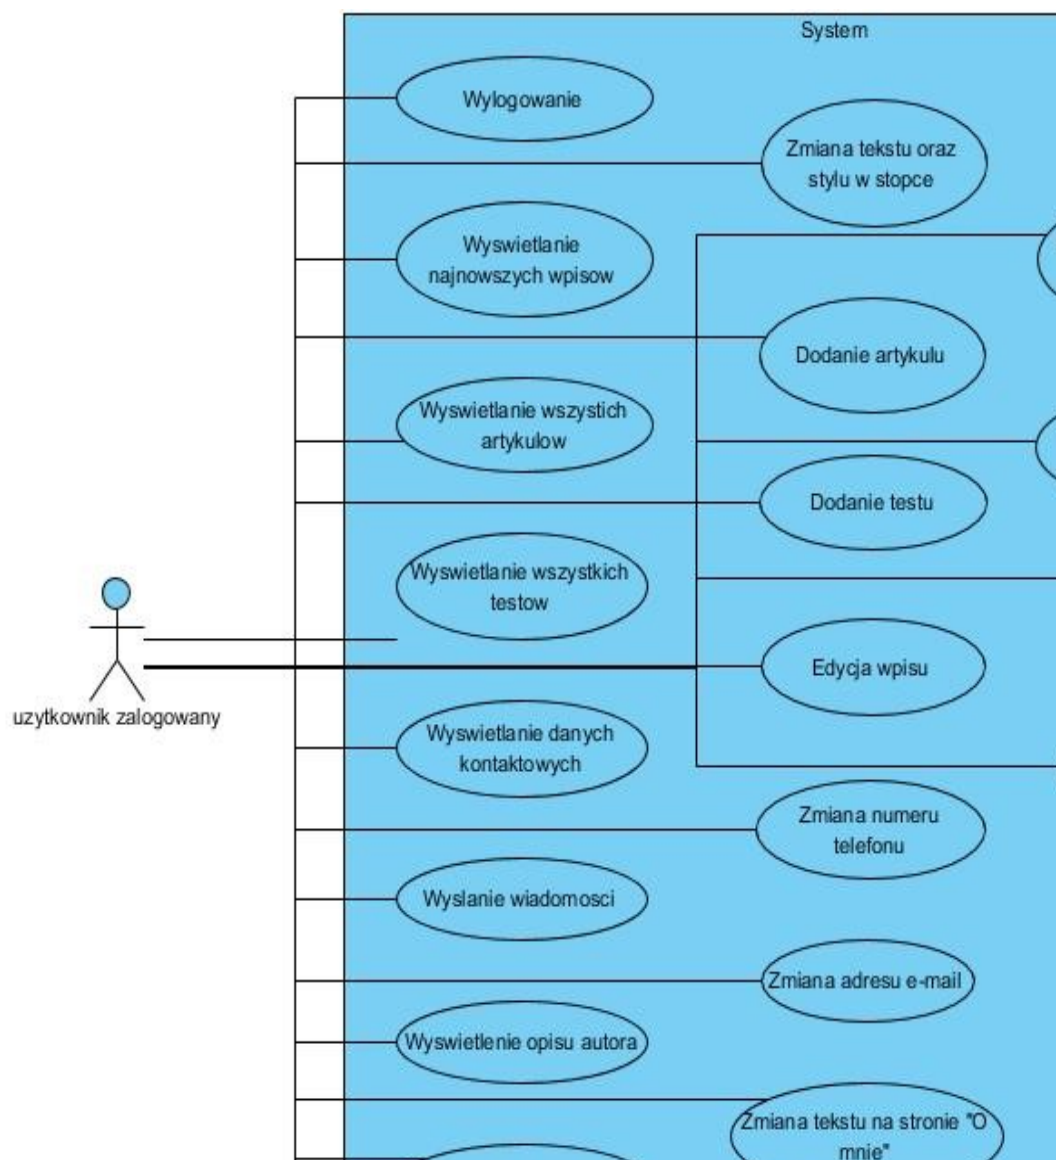 System
Wylogowanie
Zmiana tekstu oraz
stylu w stopce
Wyswietlanie
najnowszych wpisow
Dodanie artykulu
Wyswietlanie wszystich
artykulow
Dodanie testu
Wyswietlanie wszystkich
testow
Edycja wpisu
uzytkownik zalogowany
Wyswietlanie danych
kontaktowych
Zmiana numeru
telefonu
Wyslanie wiadomosci
Zmiana adresu e-mail
Wyswietlenie opisu autora
Zmiana tekstu na stronie "O
mnie"